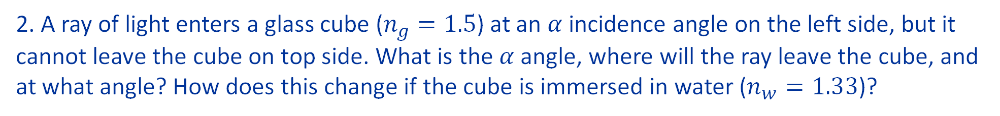 2. A ray of light enters a glass cube (n_g = 1.5) at an α incidence angle on the left side, but it
cannot leave the cube on top side. What is the α angle, where will the ray leave the cube, and
at what angle? How does this change if the cube is immersed in water (n_w = 1.33)?